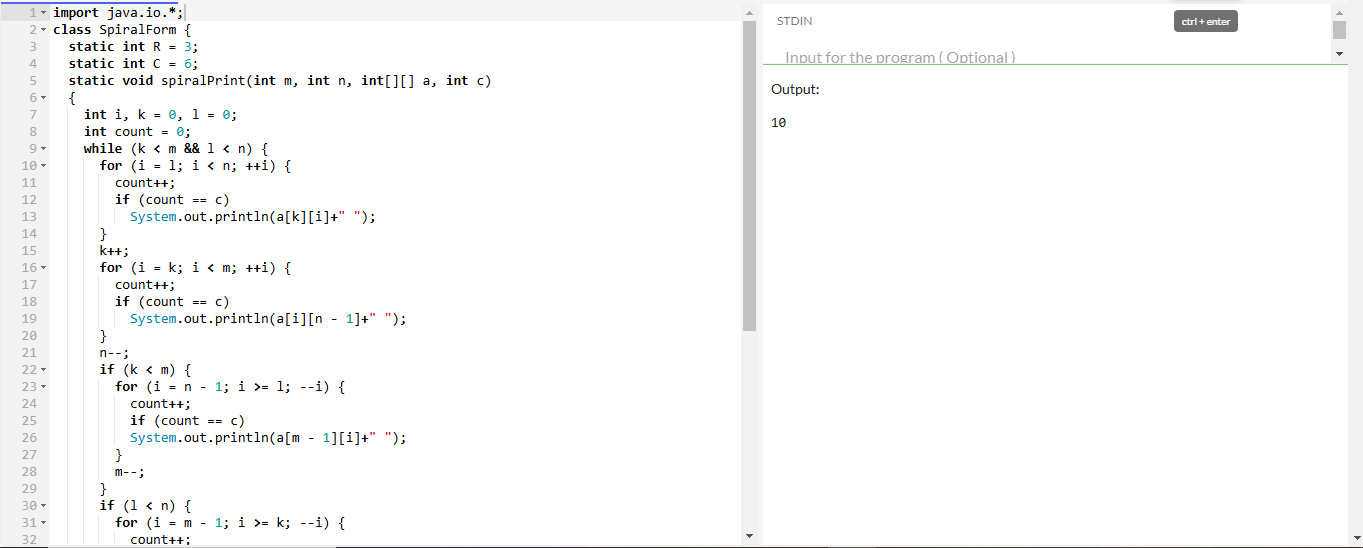 1 import java.io.*;
2 class SpiralForm {
3 static int R = 3;
4 static int C = 6;
5 static void spiralPrint(int m, int n, int[][] a, int c)
6 {
7 int i, k = 0, l = 0;
8 int count = 0;
9 while (k < m && l < n) {
10 for (i = l; i < n; ++i) {
11 count++;
12 if (count == c)
13 System.out.println(a[k][i]+" ");
14 }
15 k++;
16 for (i = k; i < m; ++i) {
17 count++;
18 if (count == c)
19 System.out.println(a[i][n - 1]+" ");
20 }
21 n--;
22 if (k < m) {
23 for (i = n - 1; i >= l; --i) {
24 count++;
25 if (count == c)
26 System.out.println(a[m - 1][i]+" ");
27 }
28 m--;
29 }
30 if (l < n) {
31 for (i = m - 1; i >= k; --i) {
32 count++;
STDIN
ctrl + enter
Input for the program ( Optional )
Output:
10